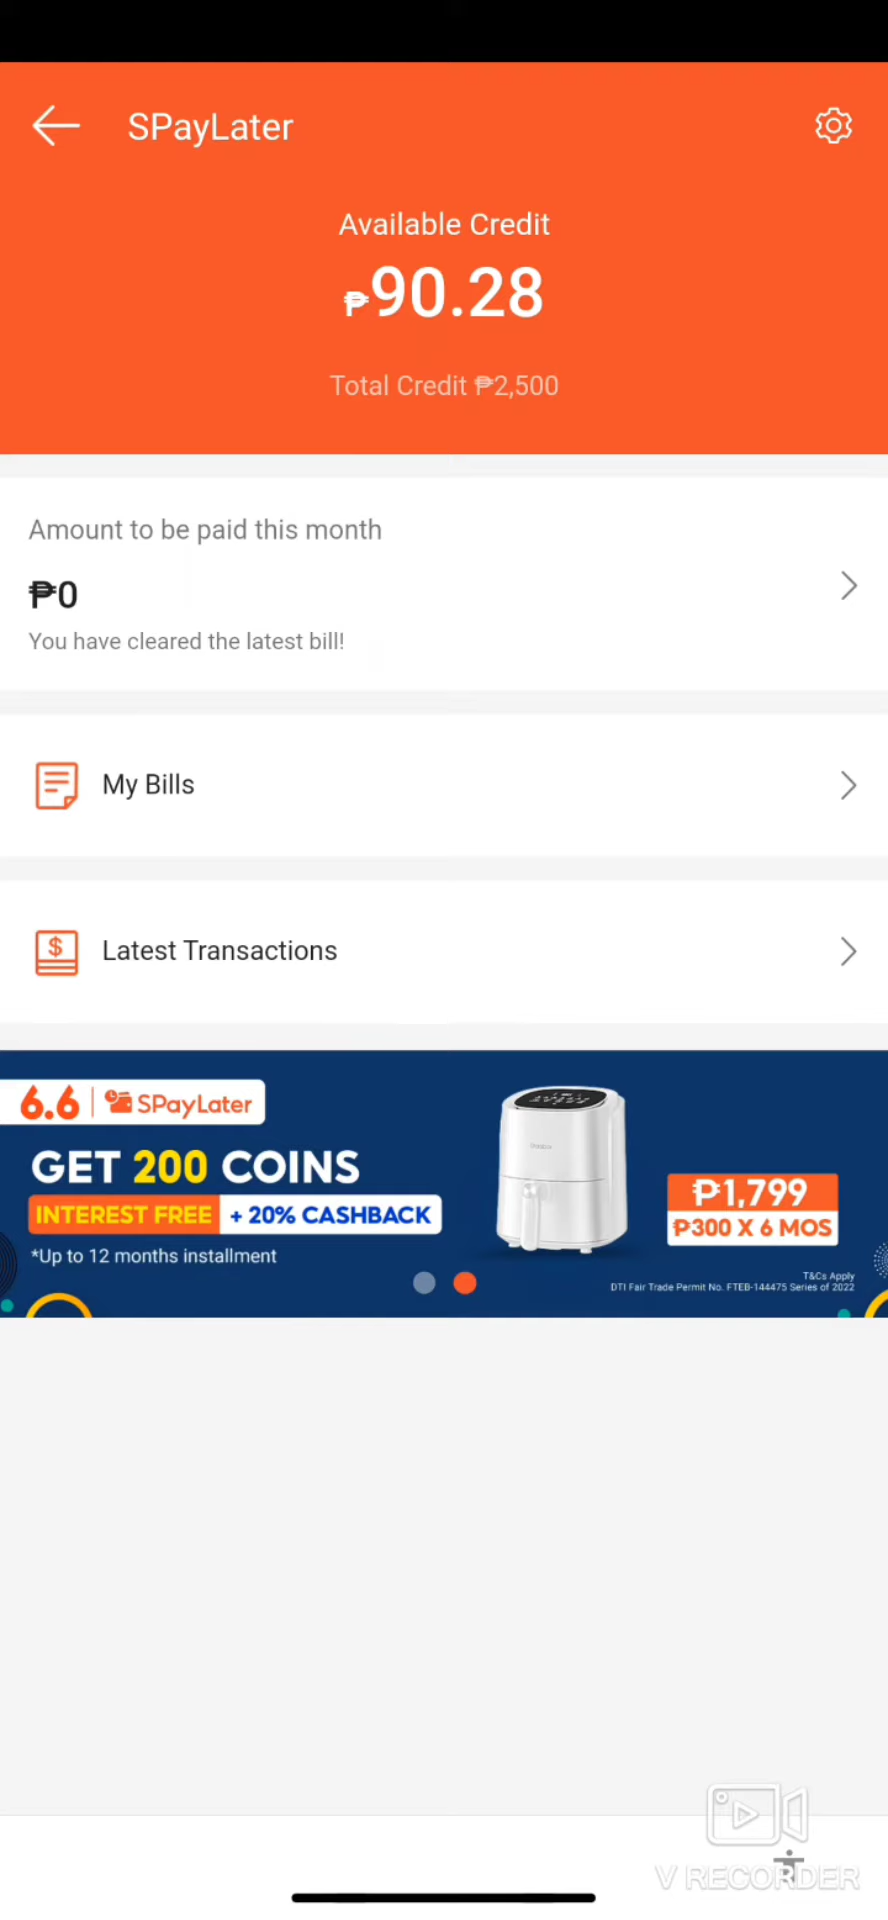 SPayLater
Available Credit
₱90.28
Total Credit ₱2,500
Amount to be paid this month
₱0
You have cleared the latest bill!
My Bills
$
Latest Transactions
6.6 | SPayLater
GET 200 COINS
INTEREST FREE + 20% CASHBACK
*Up to 12 months installment
₱1,799
₱300 X 6 MOS
T&Cs Apply
DTI Fair Trade Permit No. FTEB-144475 Series of 2022
V RECORDER